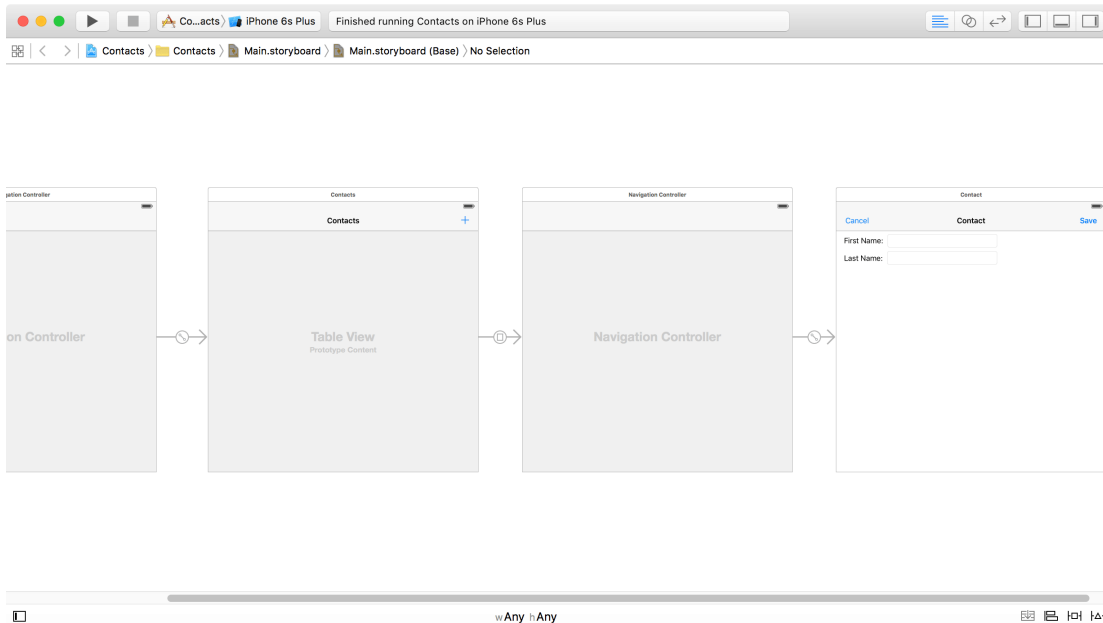 Co...acts iPhone 6s Plus Finished running Contacts on iPhone 6s Plus
Contacts Contacts Main.storyboard Main.storyboard (Base) No Selection
gation Controller
Contacts
Navigation Controller
Contact
Contacts +
Cancel Contact Save
First Name:
Last Name:
on Controller
Table View
Prototype Content
Navigation Controller
wAny hAny